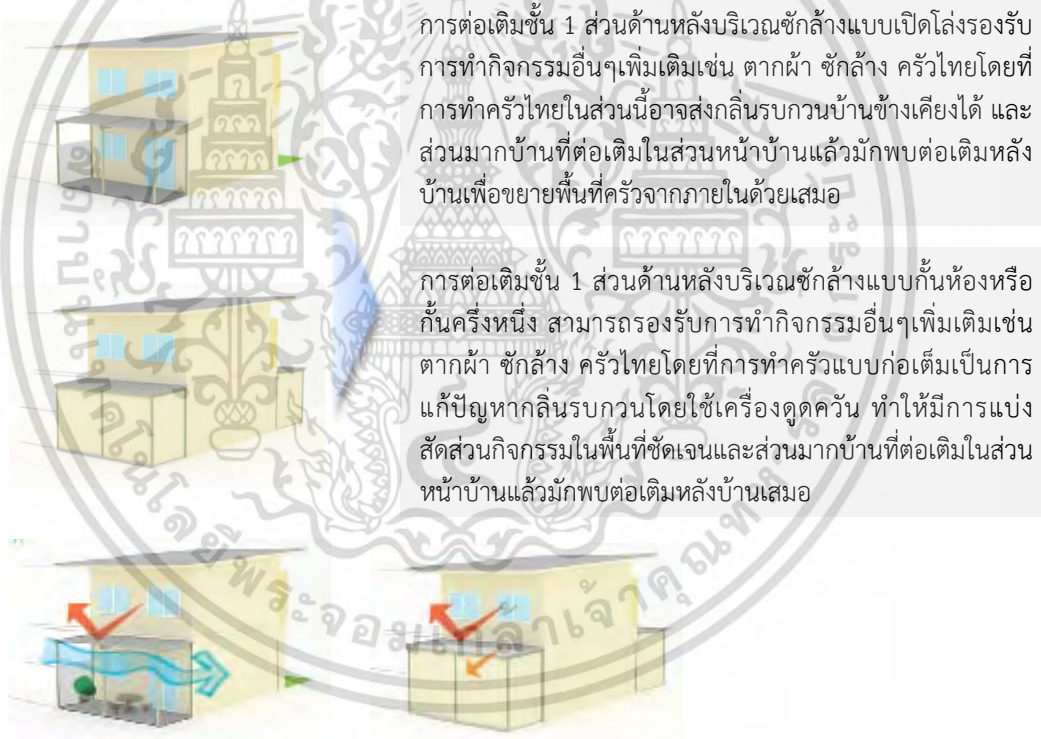 การต่อเติมชั้น 1 ส่วนด้านหลังบริเวณซักล้างแบบเปิดโล่งรองรับ
การทำกิจกรรมอื่นๆเพิ่มเติมเช่น ตากผ้า ซักล้าง ครัวไทยโดยที่
การทำครัวไทยในส่วนนี้อาจส่งกลิ่นรบกวนบ้านข้างเคียงได้ และ
ส่วนมากบ้านที่ต่อเติมในส่วนหน้าบ้านแล้วมักพบต่อเติมหลัง
บ้านเพื่อขยายพื้นที่ครัวจากภายในด้วยเสมอ
การต่อเติมชั้น 1 ส่วนด้านหลังบริเวณซักล้างแบบกั้นห้องหรือ
กั้นครึ่งหนึ่ง สามารถรองรับการทำกิจกรรมอื่นๆเพิ่มเติมเช่น
ตากผ้า ซักล้าง ครัวไทยโดยที่การทำครัวแบบก่อเต็มเป็นการ
แก้ปัญหากลิ่นรบกวนโดยใช้เครื่องดูดควัน ทำให้มีการแบ่ง
สัดส่วนกิจกรรมในพื้นที่ชัดเจนและส่วนมากบ้านที่ต่อเติมในส่วน
หน้าบ้านแล้วมักพบต่อเติมหลังบ้านเสมอ